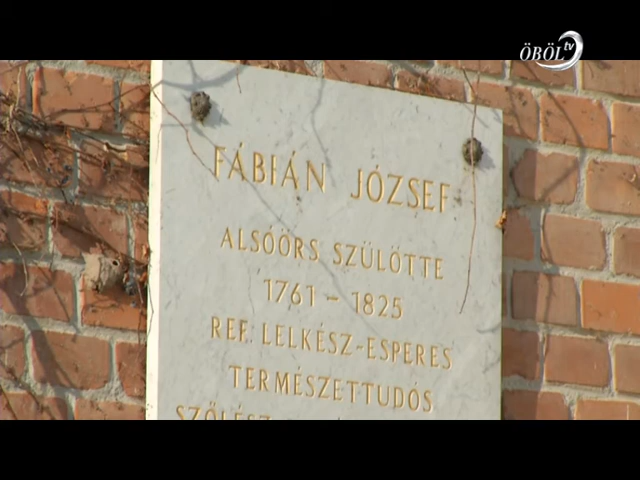 ÖBÖL tv
FÁBIÁN JÓZSEF
ALSÓÖRS SZÜLÖTTE
1761 - 1825
REF. LELKÉSZ-ESPERES
TERMÉSZETTUDÓS